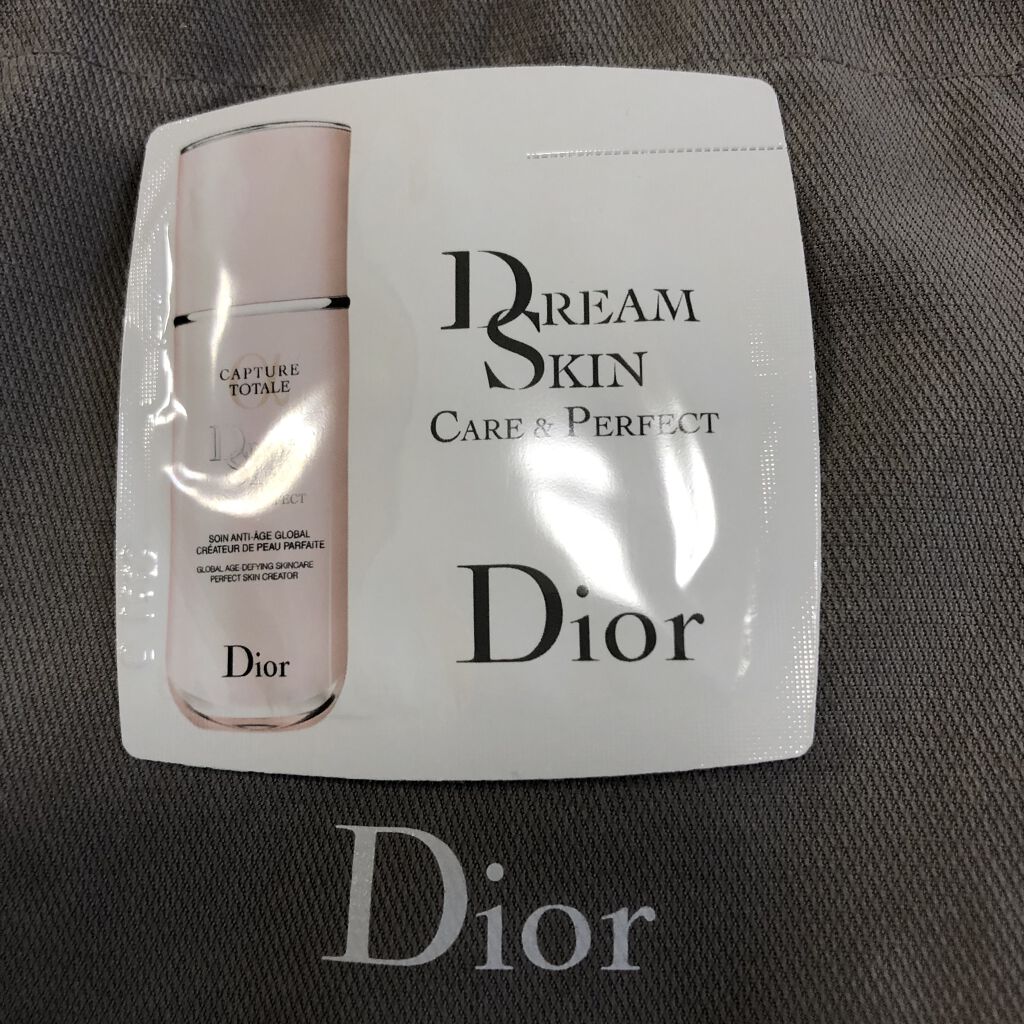 CAPTURE
TOTALE
SOIN ANTI-ÂGE GLOBAL
CRÉATEUR DE PEAU PARFAITE
GLOBAL AGE-DEFYING SKINCARE
PERFECT SKIN CREATOR
Dior
DREAM
SKIN
CARE & PERFECT
Dior
Dior